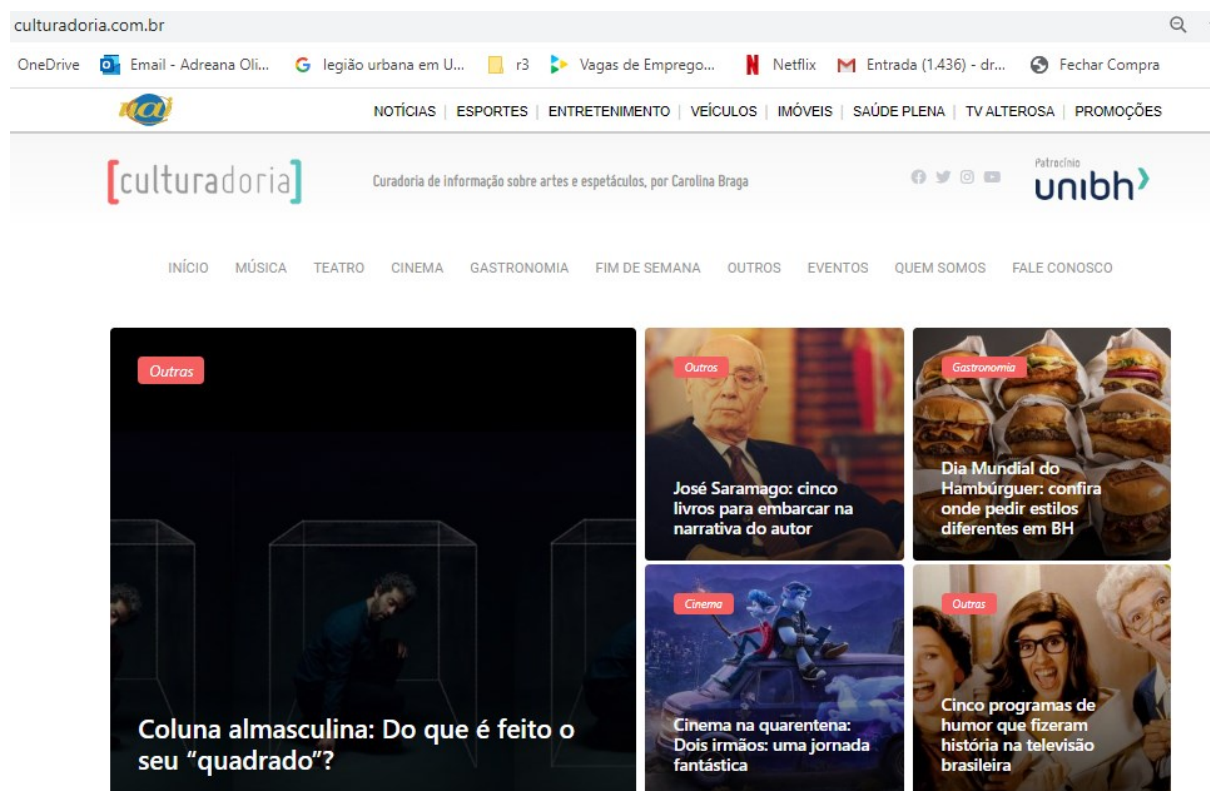 culturadoria.com.br
OneDrive Email - Adreana Oli... legião urbana em U... r3 Vagas de Emprego... Netflix Entrada (1.436) - dr... Fechar Compra
uai NOTÍCIAS | ESPORTES | ENTRETENIMENTO | VEÍCULOS | IMÓVEIS | SAÚDE PLENA | TV ALTEROSA | PROMOÇÕES
[culturadoria] Curadoria de informação sobre artes e espetáculos, por Carolina Braga
Patrocínio
unibh
INÍCIO MÚSICA TEATRO CINEMA GASTRONOMIA FIM DE SEMANA OUTROS EVENTOS QUEM SOMOS FALE CONOSCO
Outras
Coluna almasculina: Do que é feito o
seu “quadrado”?
Outros
José Saramago: cinco
livros para embarcar na
narrativa do autor
Gastronomia
Dia Mundial do
Hambúrguer: confira
onde pedir estilos
diferentes em BH
Cinema
Cinema na quarentena:
Dois irmãos: uma jornada
fantástica
Outras
Cinco programas de
humor que fizeram
história na televisão
brasileira